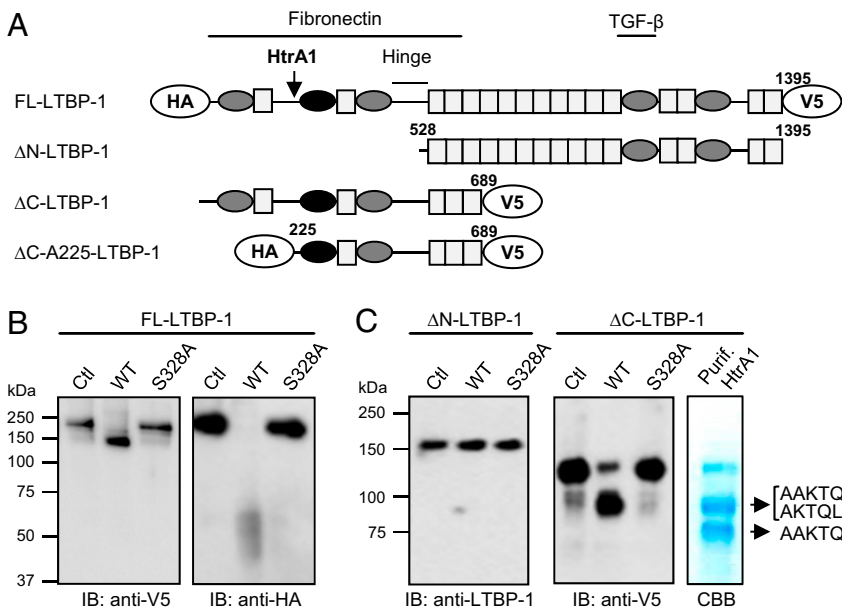 A
Fibronectin
TGF-β
HtrA1
Hinge
1395
FL-LTBP-1
HA
V5
528
1395
ΔN-LTBP-1
689
ΔC-LTBP-1
V5
225
689
ΔC-A225-LTBP-1
HA
V5
B
FL-LTBP-1
kDa
Ctl
WT
S328A
Ctl
WT
S328A
250
150
100
75
50
37
IB: anti-V5
IB: anti-HA
C
ΔN-LTBP-1
ΔC-LTBP-1
kDa
Ctl
WT
S328A
Ctl
WT
S328A
Purif.
HtrA1
250
150
100
75
AAKTQ
AKTQL
AAKTQ
IB: anti-LTBP-1
IB: anti-V5
CBB